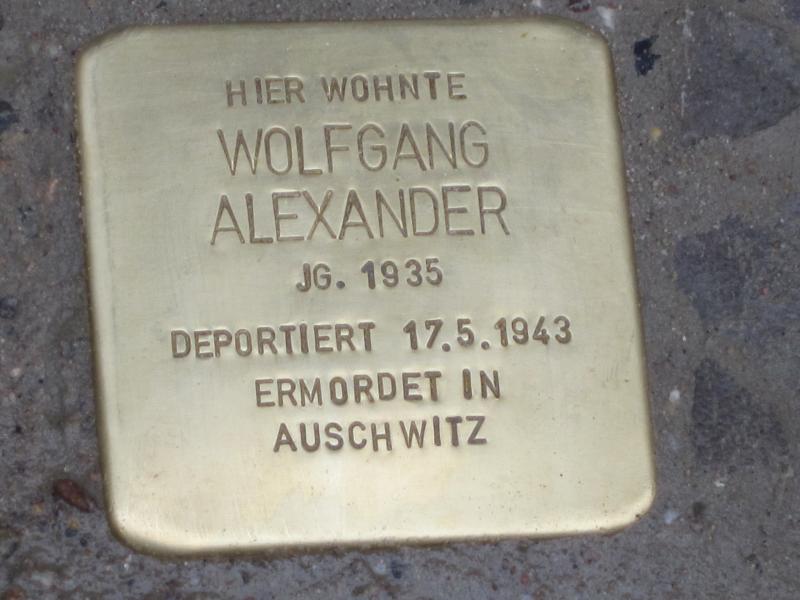 HIER WOHNTE
WOLFGANG
ALEXANDER
JG. 1935
DEPORTIERT 17.5.1943
ERMORDET IN
AUSCHWITZ